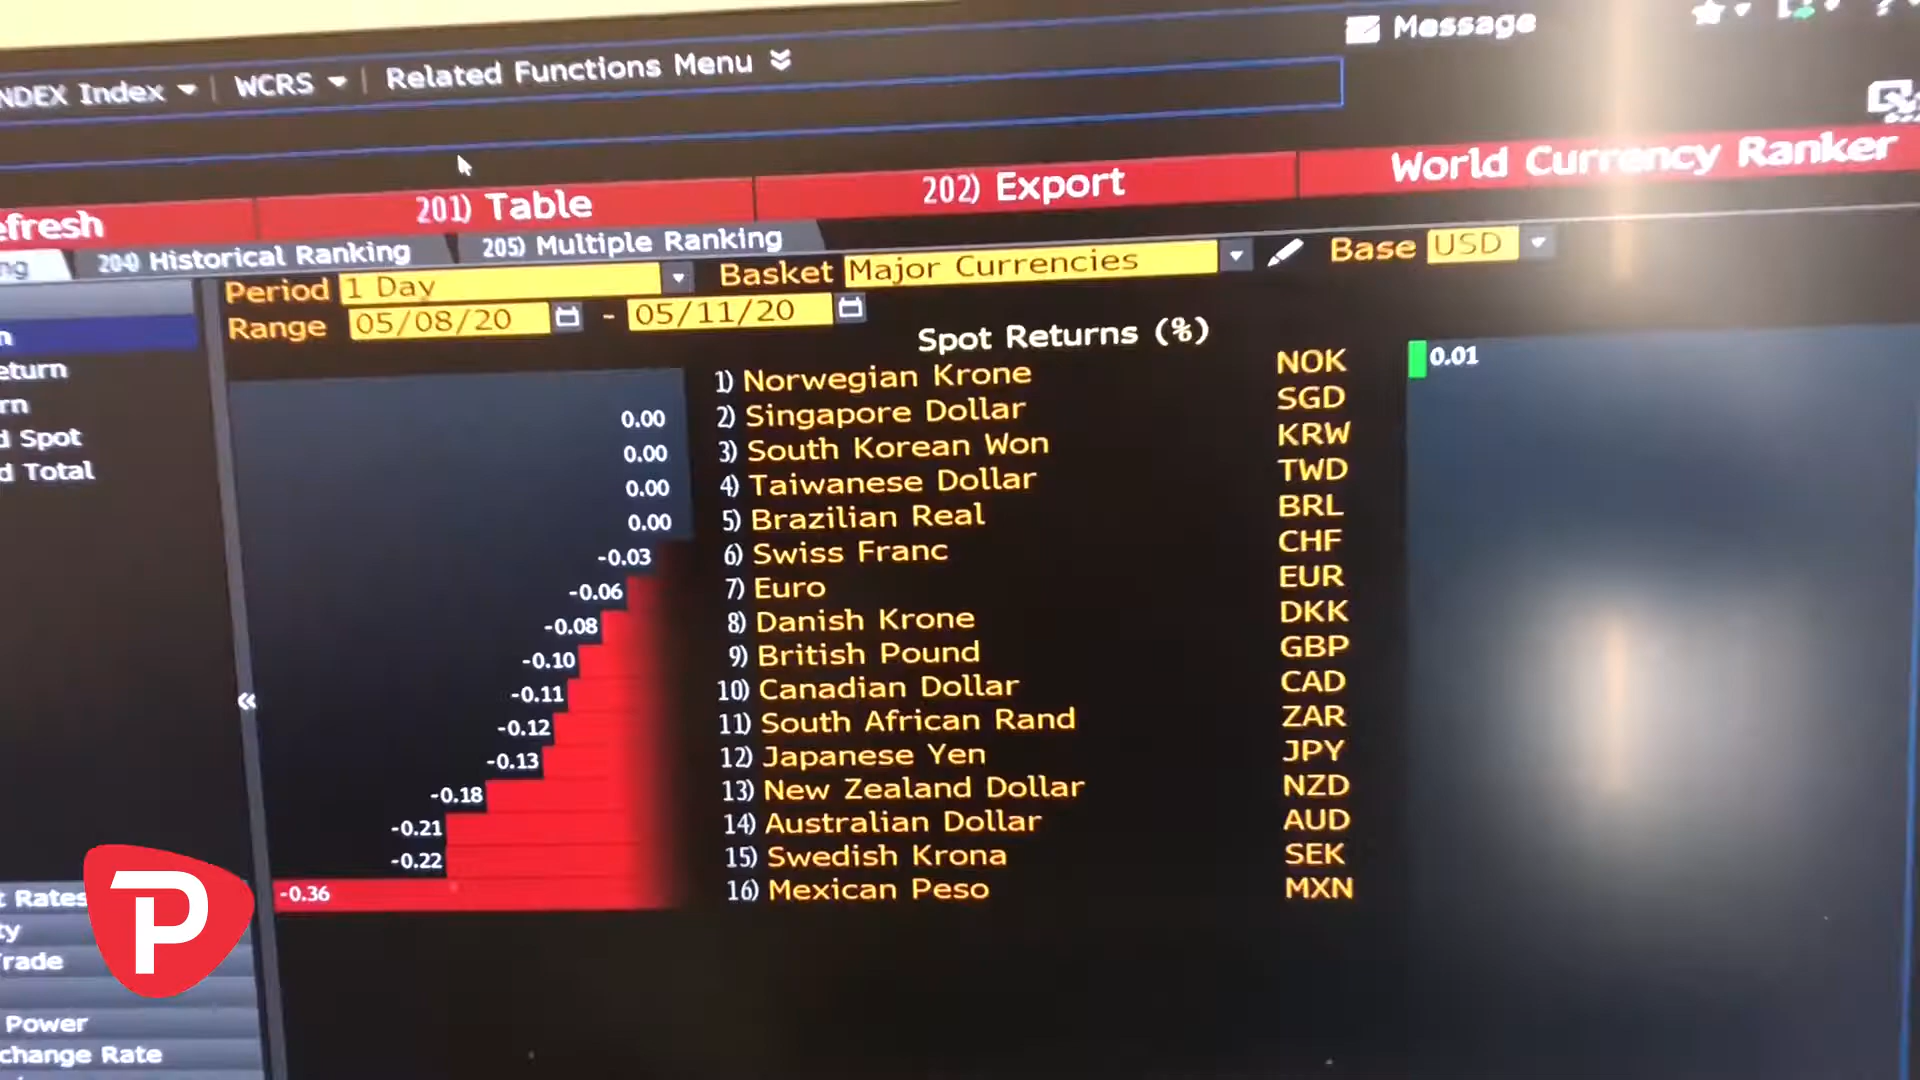 Message
NDEX Index WCRS Related Functions Menu
efresh 201) Table 202) Export World Currency Ranker
ng 204) Historical Ranking 205) Multiple Ranking
Period 1 Day Basket Major Currencies Base USD
Range 05/08/20 - 05/11/20
Spot Returns (%)
1) Norwegian Krone NOK 0.01
0.00 2) Singapore Dollar SGD
0.00 3) South Korean Won KRW
0.00 4) Taiwanese Dollar TWD
0.00 5) Brazilian Real BRL
-0.03 6) Swiss Franc CHF
-0.06 7) Euro EUR
-0.08 8) Danish Krone DKK
-0.10 9) British Pound GBP
-0.11 10) Canadian Dollar CAD
-0.12 11) South African Rand ZAR
-0.13 12) Japanese Yen JPY
-0.18 13) New Zealand Dollar NZD
-0.21 14) Australian Dollar AUD
-0.22 15) Swedish Krona SEK
-0.36 16) Mexican Peso MXN
n
eturn
rn
d Spot
d Total
t Rates
ty
rade
Power
change Rate
P